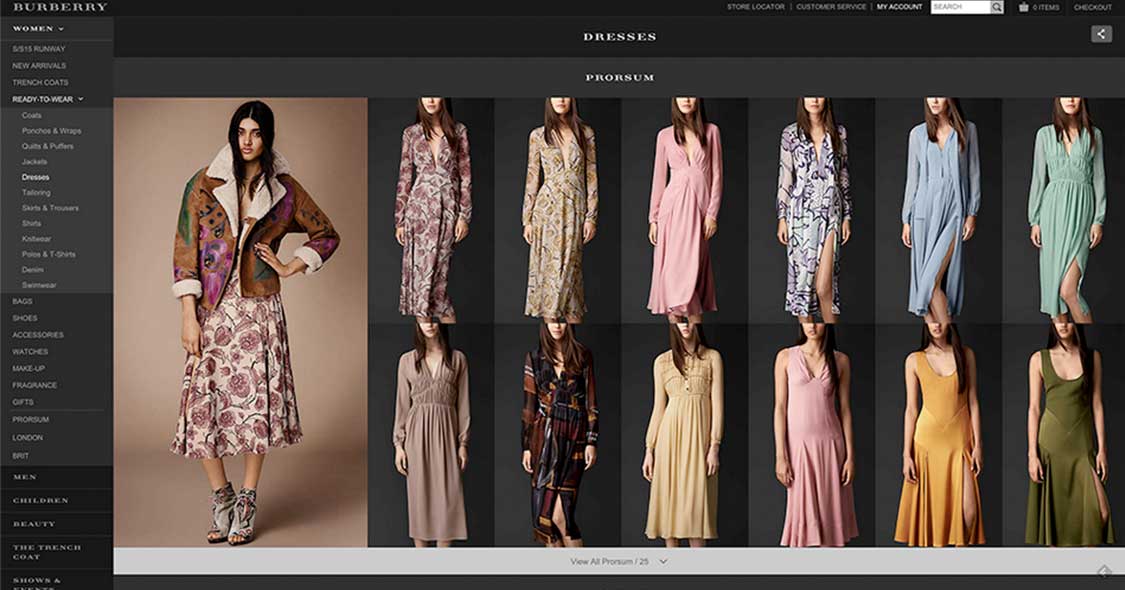 BURBERRY
STORE LOCATOR | CUSTOMER SERVICE | MY ACCOUNT SEARCH 0 ITEMS CHECKOUT
WOMEN
S/S15 RUNWAY
NEW ARRIVALS
TRENCH COATS
READY-TO-WEAR
Coats
Ponchos & Wraps
Quilts & Puffers
Jackets
Dresses
Tailoring
Skirts & Trousers
Shirts
Knitwear
Polos & T-Shirts
Denim
Swimwear
BAGS
SHOES
ACCESSORIES
WATCHES
MAKE-UP
FRAGRANCE
GIFTS
PRORSUM
LONDON
BRIT
MEN
CHILDREN
BEAUTY
THE TRENCH
COAT
SHOWS &
EVENTS
DRESSES
PRORSUM
View All Prorsum / 25